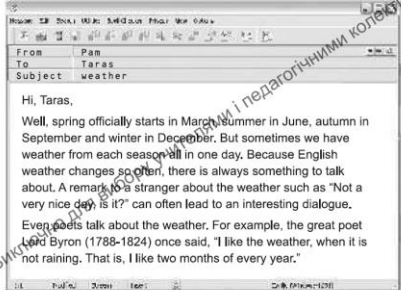 From Pam
To Taras
Subject weather
Hi, Taras,
Well, spring officially starts in March, summer in June, autumn in
September and winter in December. But sometimes we have
weather from each season all in one day. Because English
weather changes so often, there is always something to talk
about. A remark to a stranger about the weather such as “Not a
very nice day, is it?” can often lead to an interesting dialogue.
Even poets talk about the weather. For example, the great poet
Lord Byron (1788-1824) once said, “I like the weather, when it is
not raining. That is, I like two months of every year.”
для вибору учителями і педагогічними